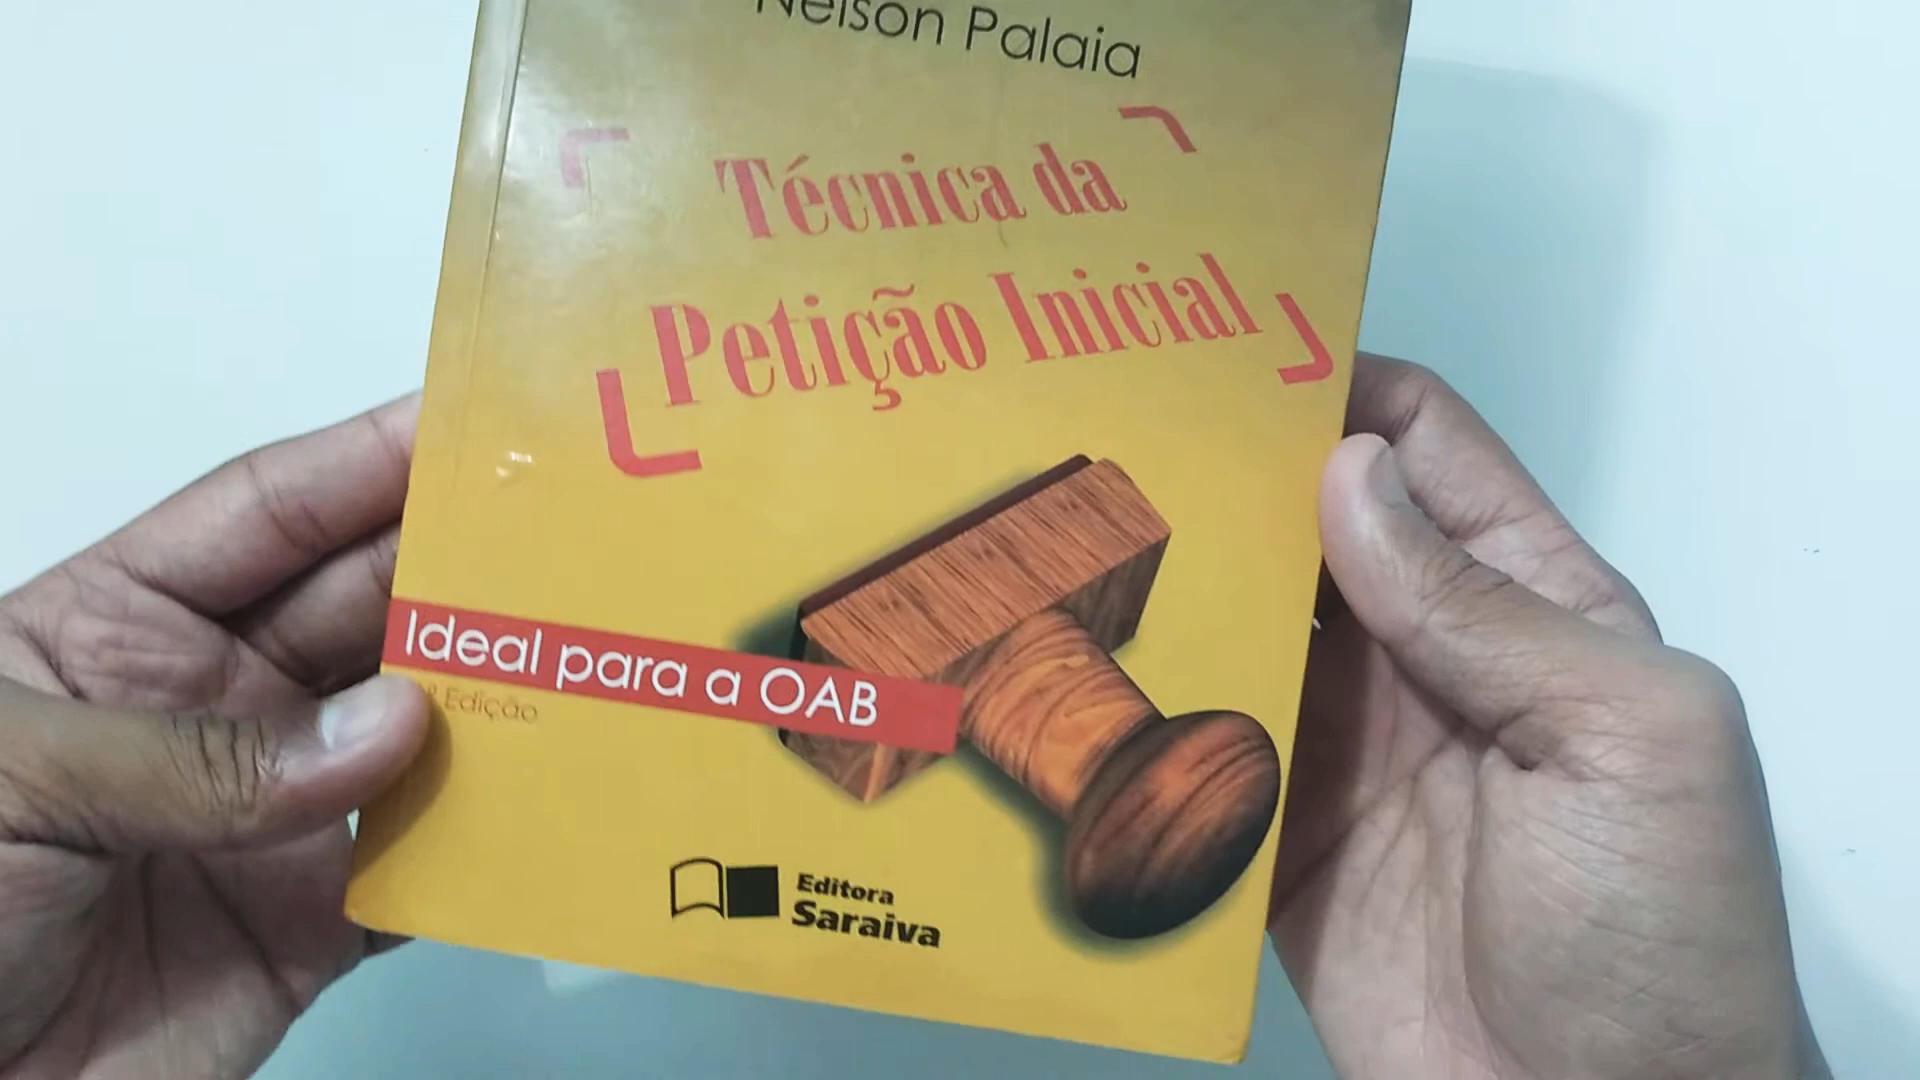 Nelson Palaia
Técnica da
Petição Inicial
Ideal para a OAB
Edição
Editora
Saraiva